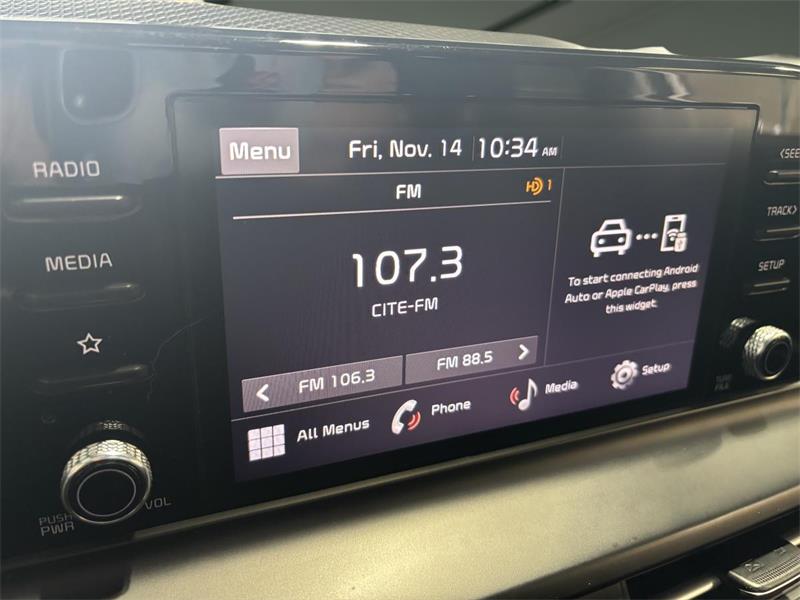 RADIO
MEDIA
PUSH
PWR
VOL
Menu
Fri, Nov. 14
10:34 AM
FM
HD 1
107.3
CITE-FM
FM 106.3
FM 88.5
To start connecting Android
Auto or Apple CarPlay, press
this widget.
All Menus
Phone
Media
Setup
TRACK
SETUP
TUNE
FILE